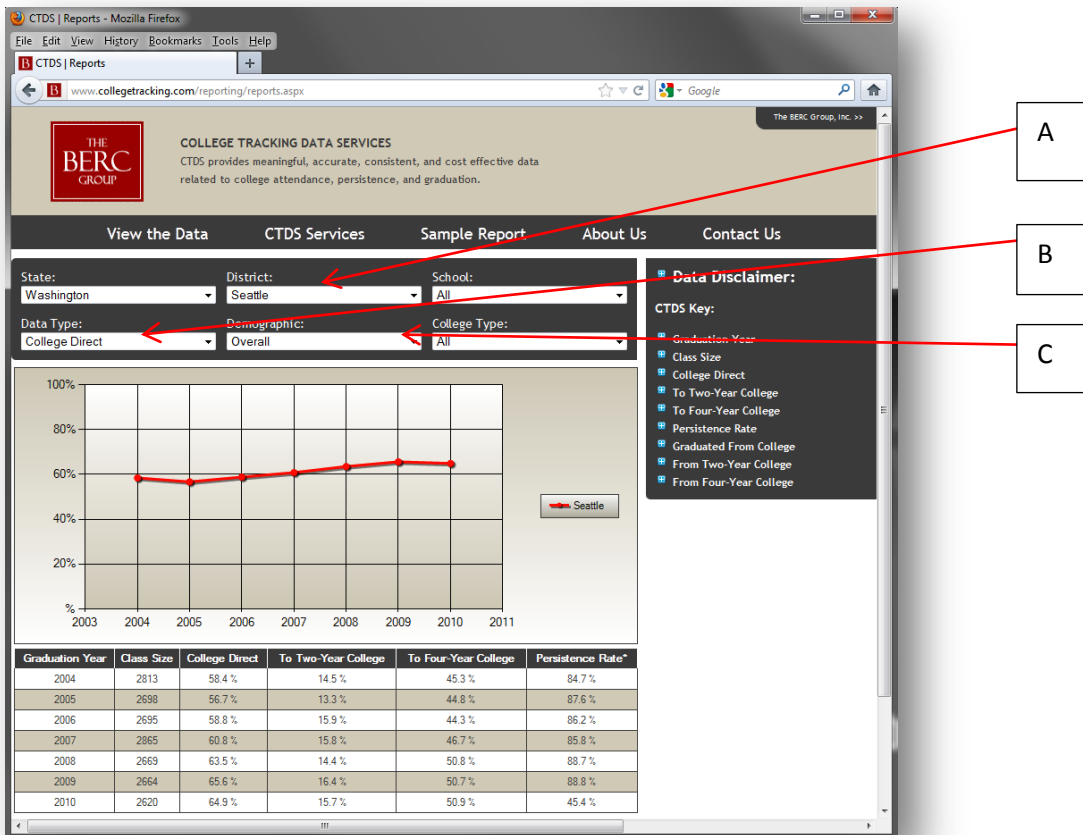 CTDS | Reports - Mozilla Firefox
File Edit View History Bookmarks Tools Help
B CTDS | Reports +
B www.collegetracking.com/reporting/reports.aspx Google
The BERC Group, Inc. >>
THE
BERC
GROUP
COLLEGE TRACKING DATA SERVICES
CTDS provides meaningful, accurate, consistent, and cost effective data
related to college attendance, persistence, and graduation.
View the Data CTDS Services Sample Report About Us Contact Us
State: District: School:
Washington Seattle All
Data Type: Demographic: College Type:
College Direct Overall All
Data Disclaimer:
CTDS Key:
Graduation Year
Class Size
College Direct
To Two-Year College
To Four-Year College
Persistence Rate
Graduated From College
From Two-Year College
From Four-Year College
A
B
C
100%
80%
60%
40%
20%
%
2003 2004 2005 2006 2007 2008 2009 2010 2011
Seattle
Graduation Year Class Size College Direct To Two-Year College To Four-Year College Persistence Rate*
2004 2813 58.4 % 14.5 % 45.3 % 84.7 %
2005 2698 56.7 % 13.3 % 44.8 % 87.6 %
2006 2695 58.8 % 15.9 % 44.3 % 86.2 %
2007 2865 60.8 % 15.8 % 46.7 % 85.8 %
2008 2669 63.5 % 14.4 % 50.8 % 88.7 %
2009 2664 65.6 % 16.4 % 50.7 % 88.8 %
2010 2620 64.9 % 15.7 % 50.9 % 45.4 %